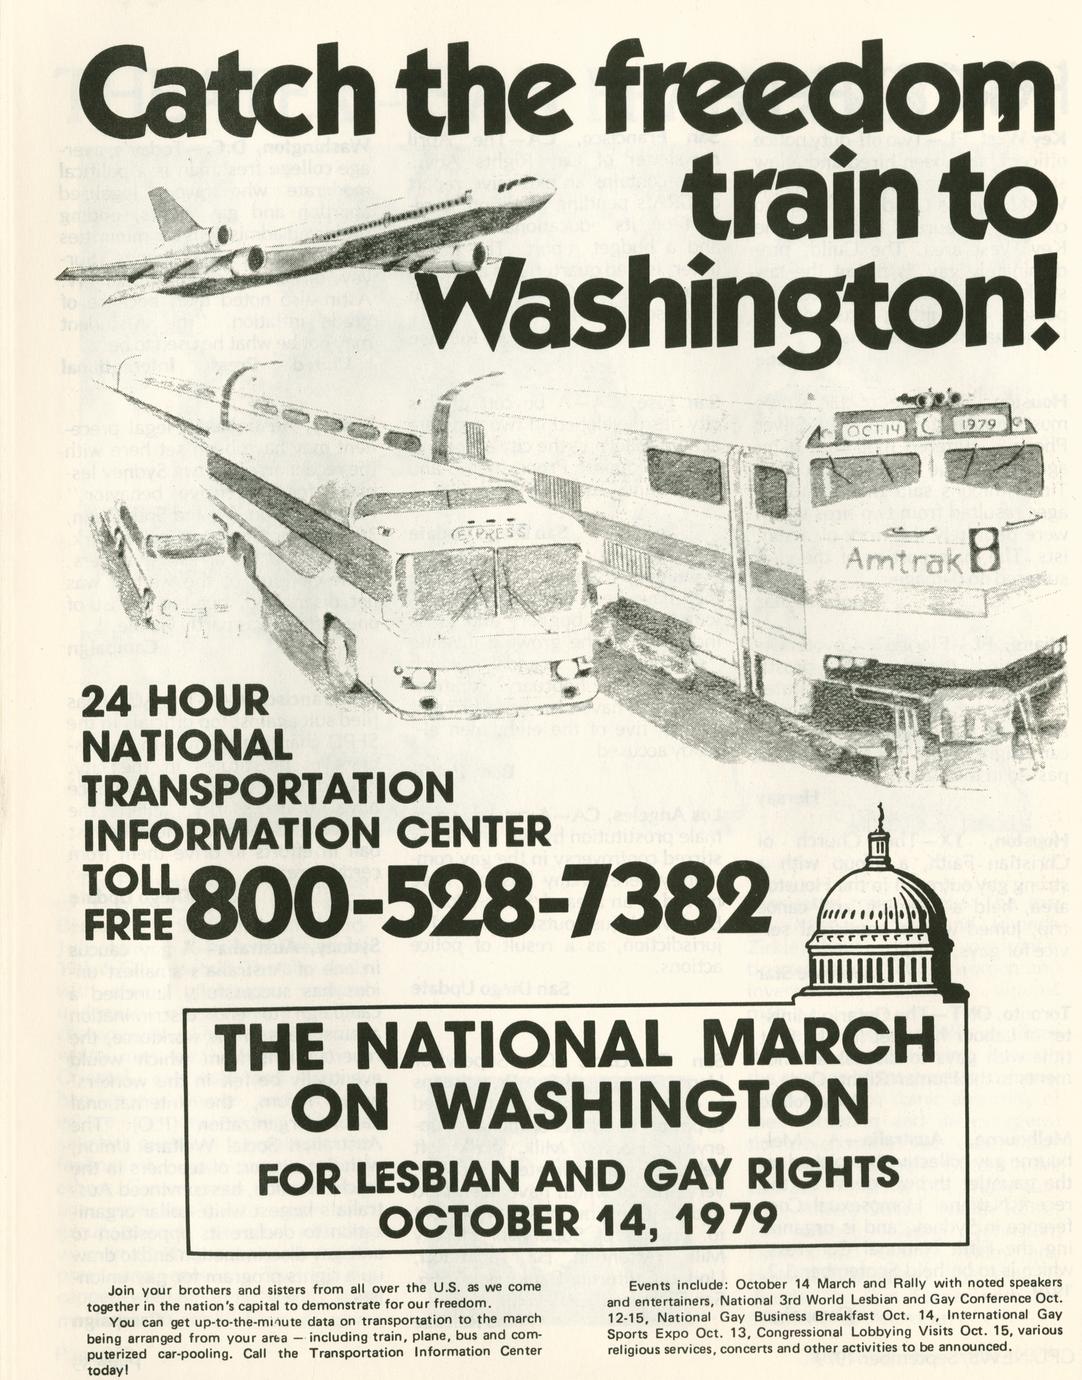 Catch the freedom
train to
Washington!
OCT.14 1979
EXPRESS
Amtrak 8
24 HOUR
NATIONAL
TRANSPORTATION
INFORMATION CENTER
TOLL
FREE 800-528-7382
THE NATIONAL MARCH
ON WASHINGTON
FOR LESBIAN AND GAY RIGHTS
OCTOBER 14, 1979
Join your brothers and sisters from all over the U.S. as we come
together in the nation's capital to demonstrate for our freedom.
You can get up-to-the-minute data on transportation to the march
being arranged from your area — including train, plane, bus and com-
puterized car-pooling. Call the Transportation Information Center
today!
Events include: October 14 March and Rally with noted speakers
and entertainers, National 3rd World Lesbian and Gay Conference Oct.
12-15, National Gay Business Breakfast Oct. 14, International Gay
Sports Expo Oct. 13, Congressional Lobbying Visits Oct. 15, various
religious services, concerts and other activities to be announced.